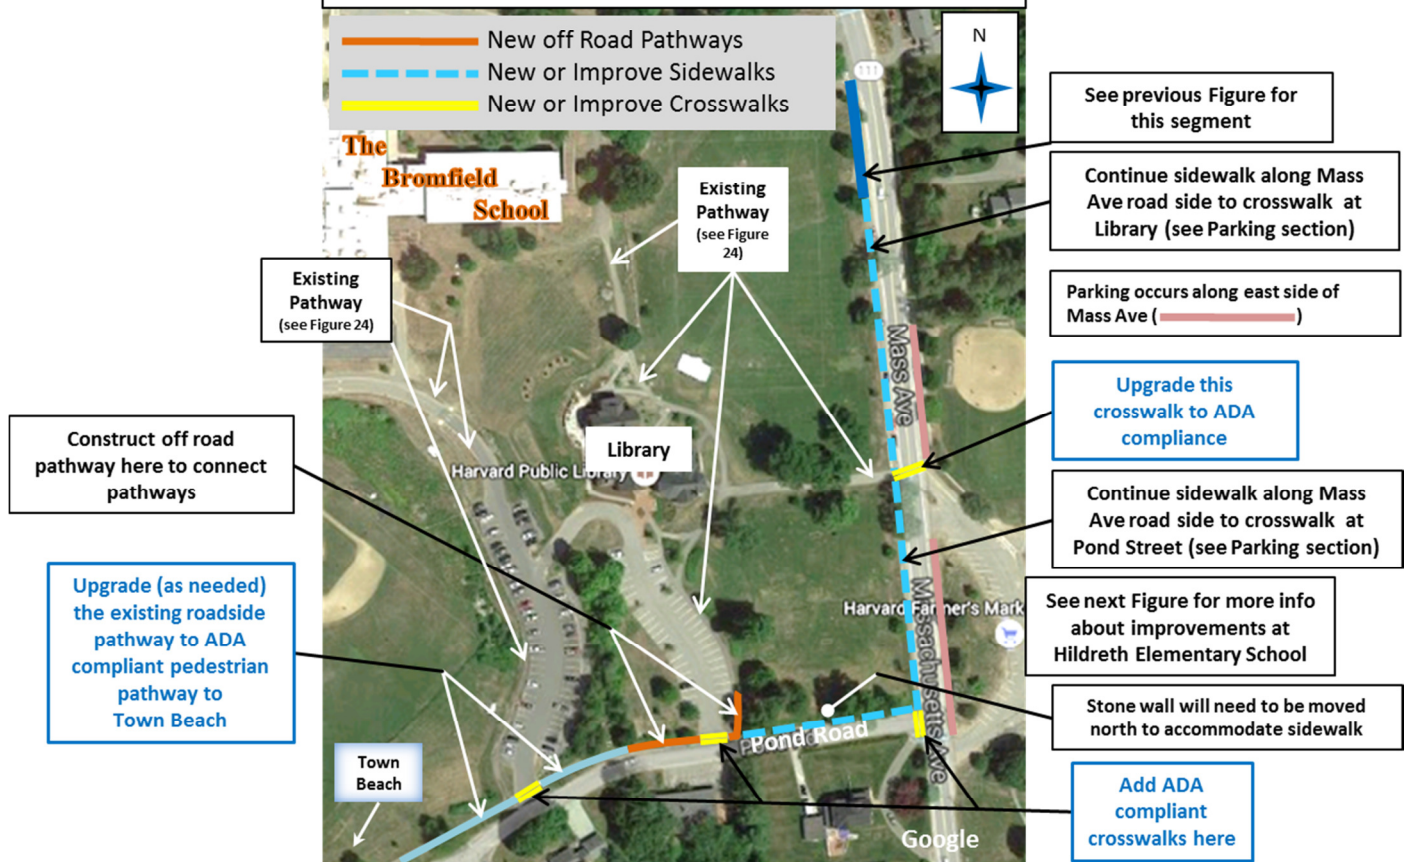 New off Road Pathways
New or Improve Sidewalks
New or Improve Crosswalks
N
111
See previous Figure for
this segment
The
Bromfield
School
Existing
Pathway
(see Figure
24)
Continue sidewalk along Mass
Ave road side to crosswalk at
Library (see Parking section)
Existing
Pathway
(see Figure 24)
Parking occurs along east side of
Mass Ave ( )
Mass Ave
Upgrade this
crosswalk to ADA
compliance
Construct off road
pathway here to connect
pathways
Library
Harvard Public Library
Continue sidewalk along Mass
Ave road side to crosswalk at
Pond Street (see Parking section)
Upgrade (as needed)
the existing roadside
pathway to ADA
compliant pedestrian
pathway to
Town Beach
Harvard Farmer's Mark
Massachusetts Ave
See next Figure for more info
about improvements at
Hildreth Elementary School
Stone wall will need to be moved
north to accommodate sidewalk
Pond Road
Town
Beach
Add ADA
compliant
crosswalks here
Google